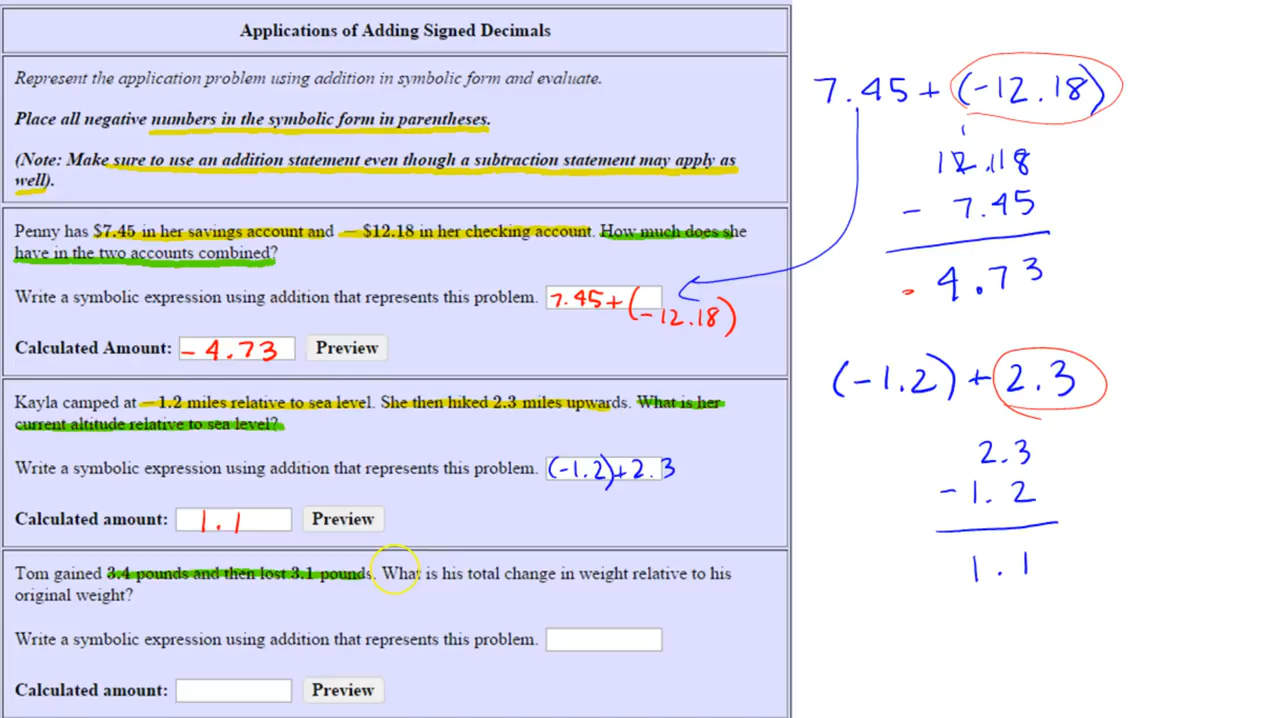 Applications of Adding Signed Decimals
Represent the application problem using addition in symbolic form and evaluate.
Place all negative numbers in the symbolic form in parentheses.
(Note: Make sure to use an addition statement even though a subtraction statement may apply as
well).
Penny has $7.45 in her savings account and −$12.18 in her checking account. How much does she
have in the two accounts combined?
Write a symbolic expression using addition that represents this problem. 7.45+(-12.18)
Calculated Amount: -4.73 Preview
Kayla camped at −1.2 miles relative to sea level. She then hiked 2.3 miles upwards. What is her
current altitude relative to sea level?
Write a symbolic expression using addition that represents this problem. (-1.2)+2.3
Calculated amount: 1.1 Preview
Tom gained 3.4 pounds and then lost 3.1 pounds. What is his total change in weight relative to his
original weight?
Write a symbolic expression using addition that represents this problem.
Calculated amount: Preview
7.45+(-12.18)
1
12.18
- 7.45
-4.73
(-1.2)+2.3
2.3
-1.2
1.1